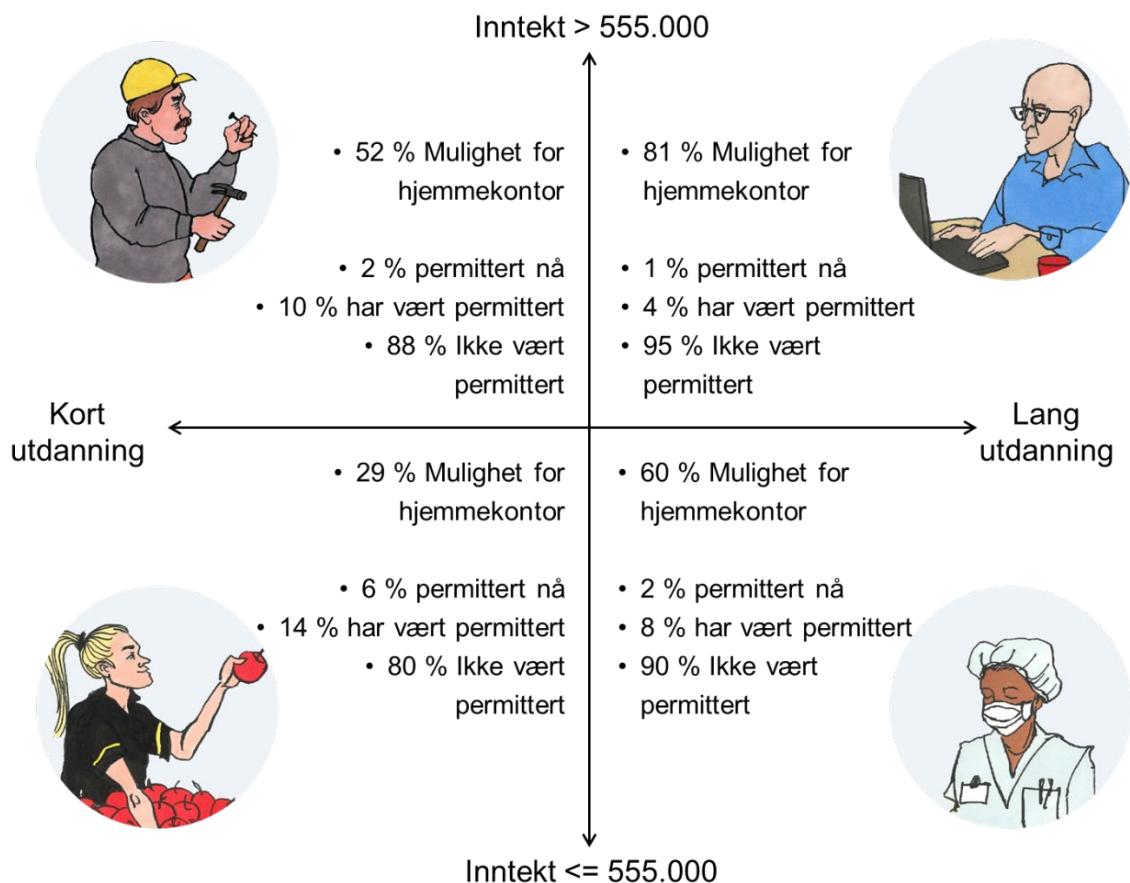 Inntekt > 555.000
• 52 % Mulighet for
hjemmekontor
• 2 % permittert nå
• 10 % har vært permittert
• 88 % Ikke vært
permittert
• 81 % Mulighet for
hjemmekontor
• 1 % permittert nå
• 4 % har vært permittert
• 95 % Ikke vært
permittert
Kort
utdanning
Lang
utdanning
• 29 % Mulighet for
hjemmekontor
• 6 % permittert nå
• 14 % har vært permittert
• 80 % Ikke vært
permittert
• 60 % Mulighet for
hjemmekontor
• 2 % permittert nå
• 8 % har vært permittert
• 90 % Ikke vært
permittert
Inntekt <= 555.000